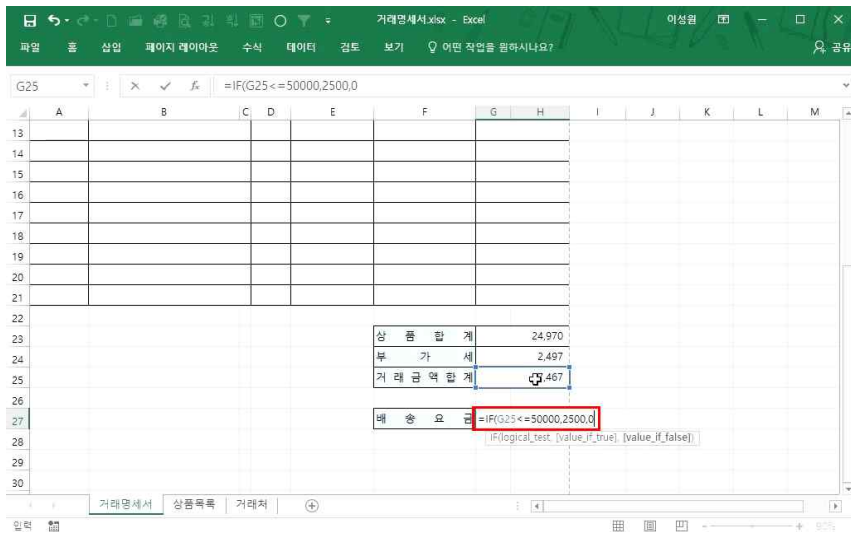 거래명세서.xlsx - Excel 이성원
파일 홈 삽입 페이지 레이아웃 수식 데이터 검토 보기 어떤 작업을 원하시나요? 공유
G25 fx =IF(G25<=50000,2500,0
A B C D E F G H I J K L M
13
14
15
16
17
18
19
20
21
22
23 상 품 합 계 24,970
24 부 가 세 2,497
25 거 래 금 액 합 계 7,467
26
27 배 송 요 금 =IF(G25<=50000,2500,0
28 IF(logical_test, [value_if_true], [value_if_false])
29
30
거래명세서 상품목록 거래처
입력 90%